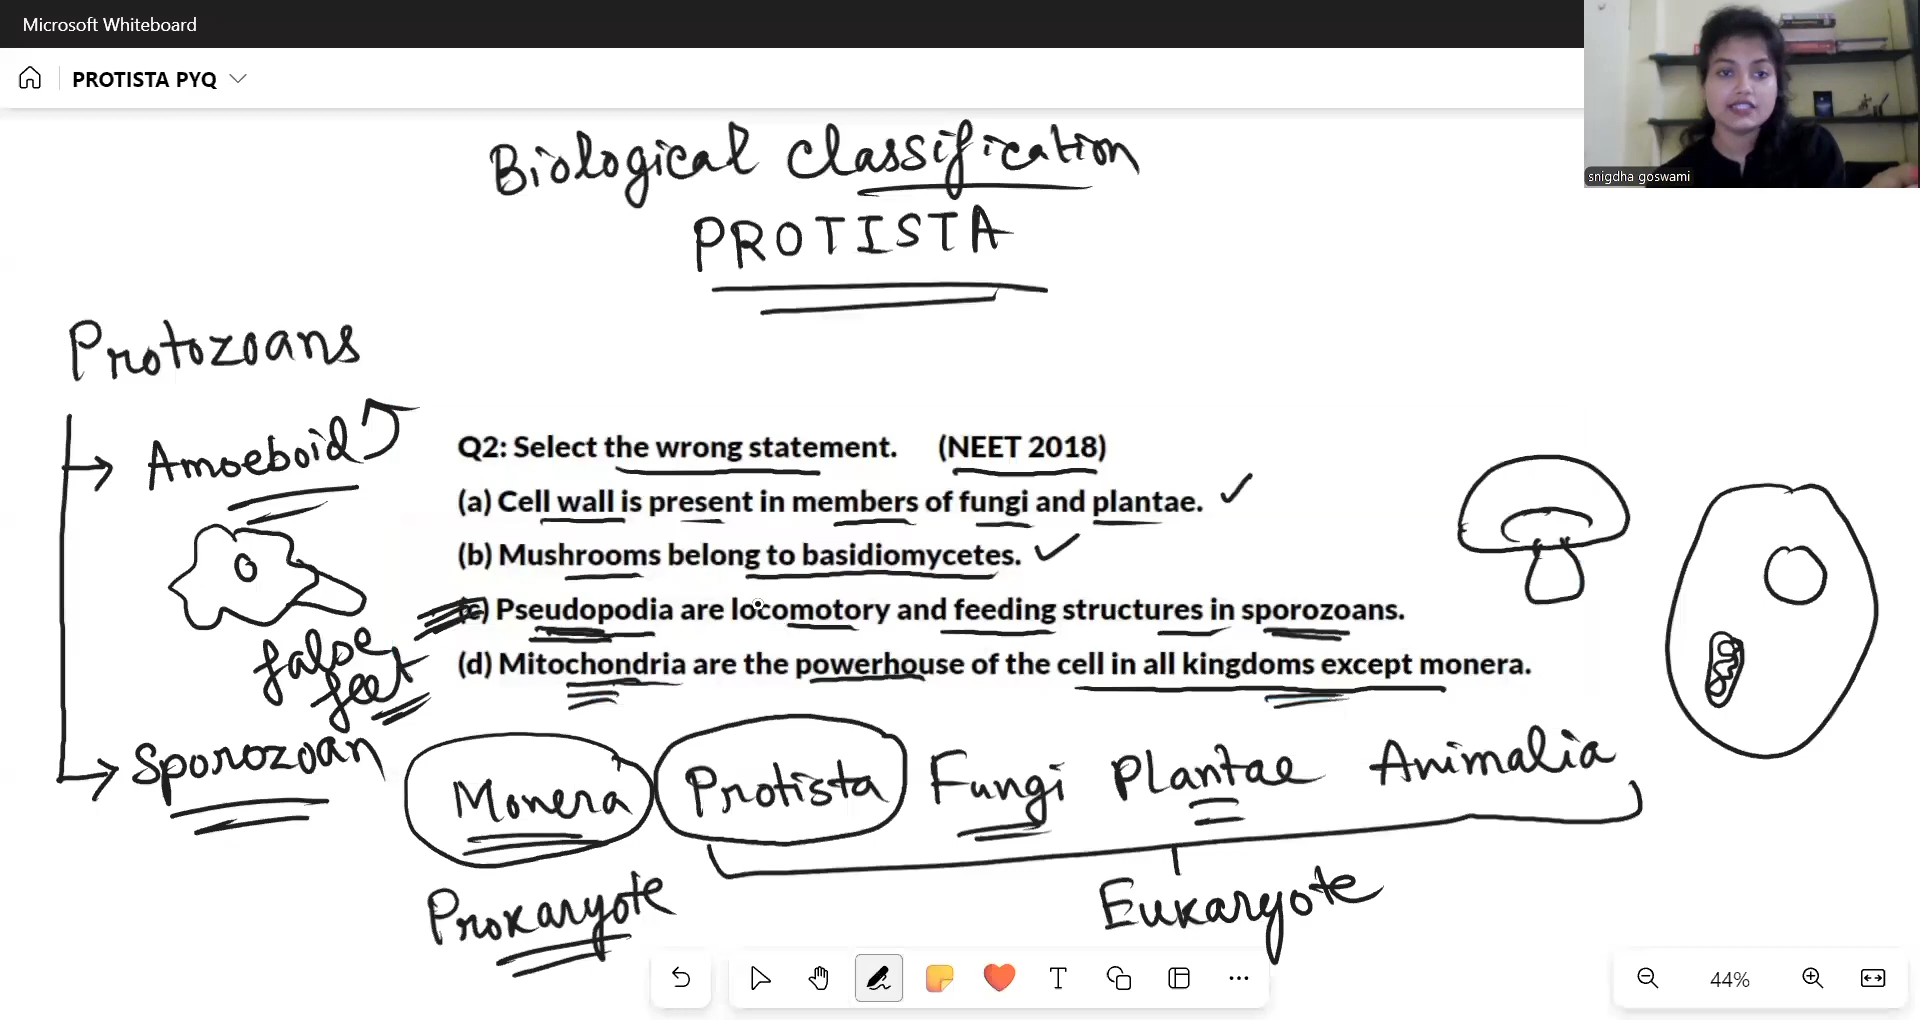 Microsoft Whiteboard
PROTISTA PYQ
snigdha goswami
Biological Classification
PROTISTA
Protozoans
Amoeboid
false
feet
Sporozoan
Q2: Select the wrong statement. (NEET 2018)
(a) Cell wall is present in members of fungi and plantae.
(b) Mushrooms belong to basidiomycetes.
(c) Pseudopodia are locomotory and feeding structures in sporozoans.
(d) Mitochondria are the powerhouse of the cell in all kingdoms except monera.
Monera Protista Fungi Plantae Animalia
Prokaryote Eukaryote
44%